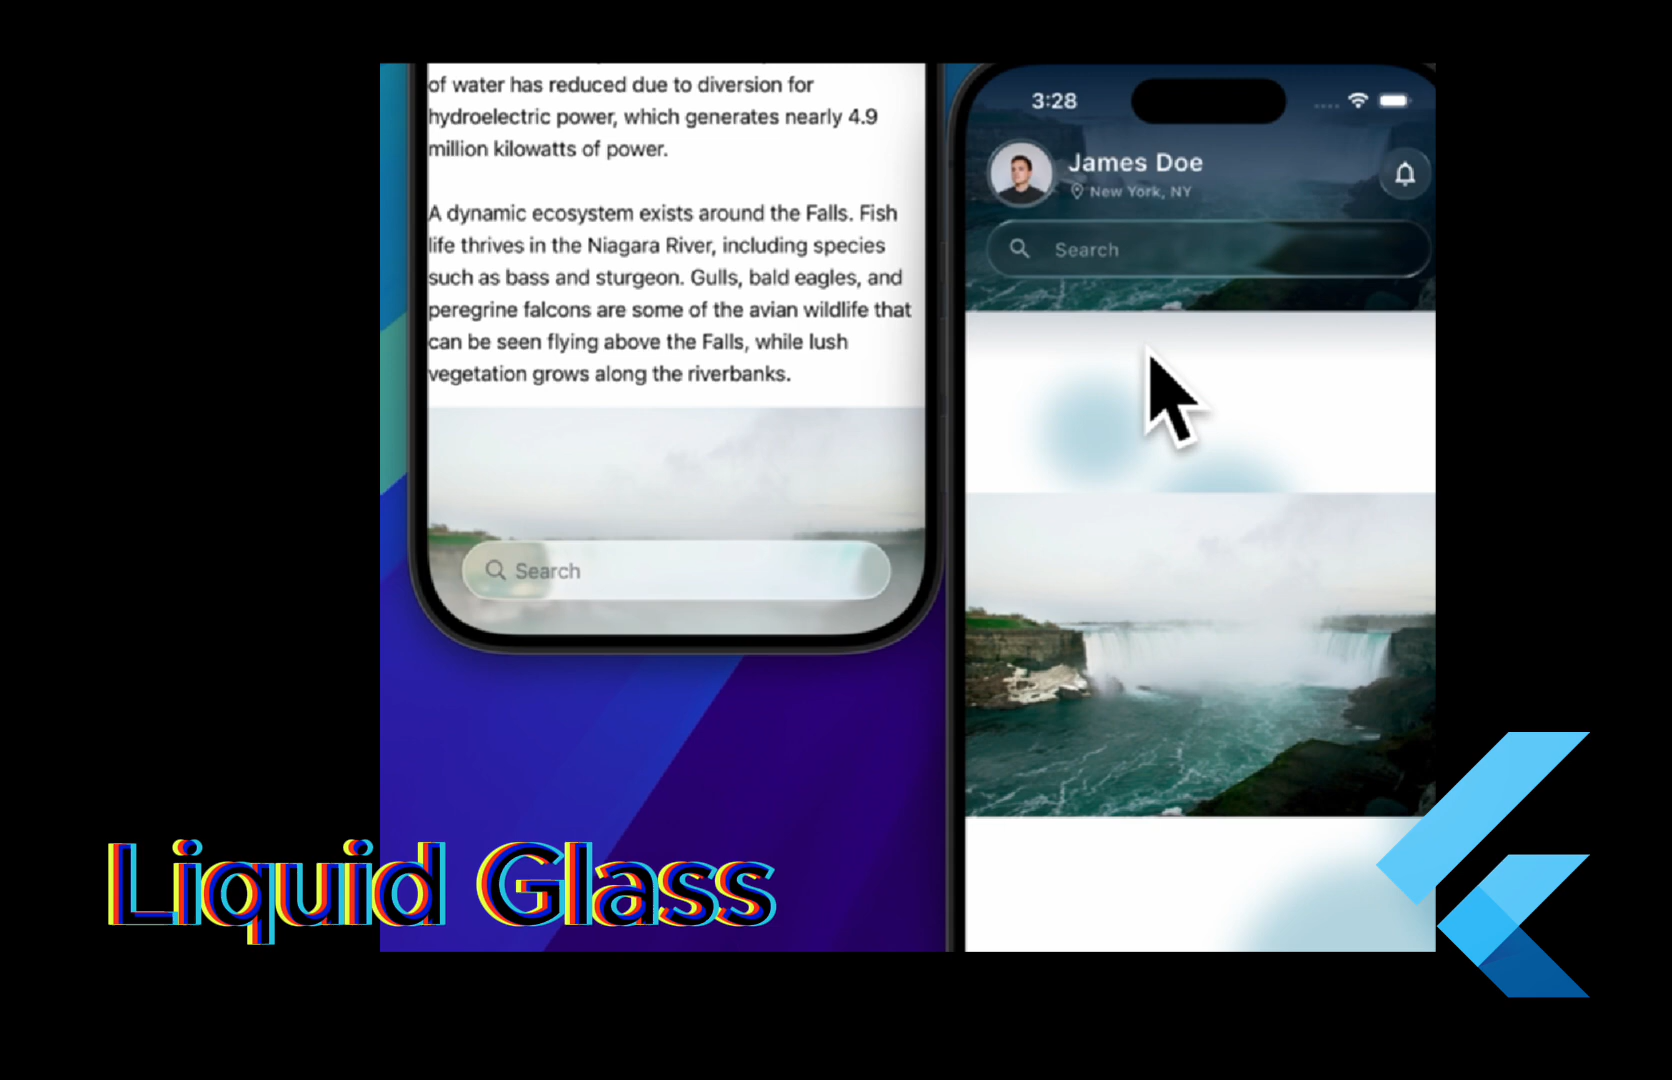 of water has reduced due to diversion for
hydroelectric power, which generates nearly 4.9
million kilowatts of power.
A dynamic ecosystem exists around the Falls. Fish
life thrives in the Niagara River, including species
such as bass and sturgeon. Gulls, bald eagles, and
peregrine falcons are some of the avian wildlife that
can be seen flying above the Falls, while lush
vegetation grows along the riverbanks.
Search
3:28
James Doe
New York, NY
Search
Liquid Glass